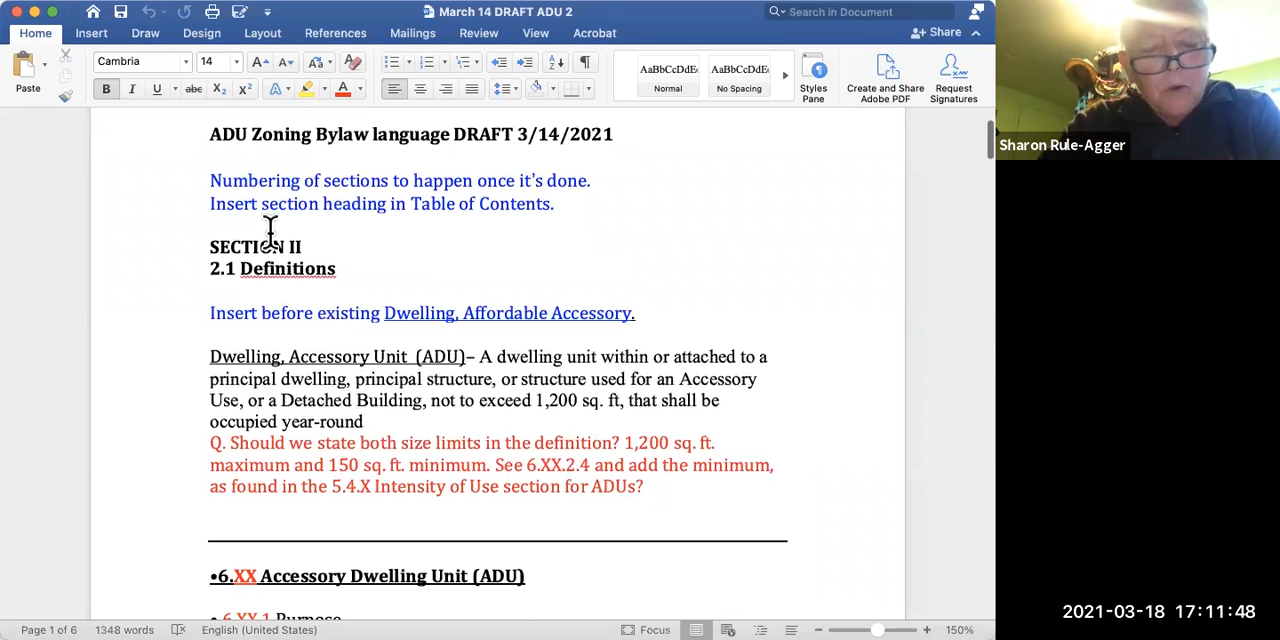 March 14 DRAFT ADU 2
Search in Document
Home Insert Draw Design Layout References Mailings Review View Acrobat Share
Paste
Cambria 14
AaBbCcDdE AaBbCcDdE
Normal No Spacing
Styles Pane
Create and Share Adobe PDF
Request Signatures
ADU Zoning Bylaw language DRAFT 3/14/2021
Numbering of sections to happen once it's done.
Insert section heading in Table of Contents.
SECTION II
2.1 Definitions
Insert before existing Dwelling, Affordable Accessory.
Dwelling, Accessory Unit (ADU)– A dwelling unit within or attached to a
principal dwelling, principal structure, or structure used for an Accessory
Use, or a Detached Building, not to exceed 1,200 sq. ft, that shall be
occupied year-round
Q. Should we state both size limits in the definition? 1,200 sq. ft.
maximum and 150 sq. ft. minimum. See 6.XX.2.4 and add the minimum,
as found in the 5.4.X Intensity of Use section for ADUs?
•6.XX Accessory Dwelling Unit (ADU)
• 6.XX.1 Purpose
Page 1 of 6 1348 words English (United States) Focus 150%
Sharon Rule-Agger
2021-03-18 17:11:48